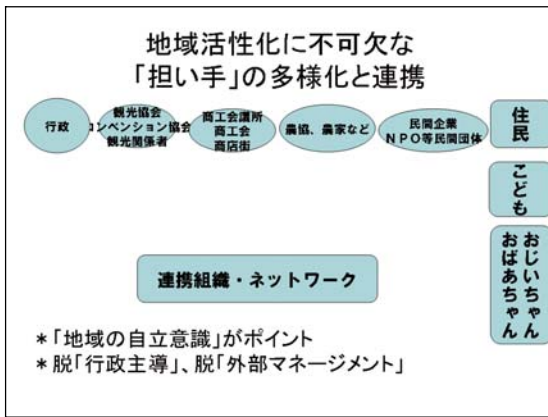 地域活性化に不可欠な
「担い手」の多様化と連携
行政
観光協会
コンベンション協会
観光関係者
商工会議所
商工会
商店街
農協、農家など
民間企業
NPO等民間団体
住民
こども
おじいちゃん
おばあちゃん
連携組織・ネットワーク
*「地域の自立意識」がポイント
*脱「行政主導」、脱「外部マネージメント」